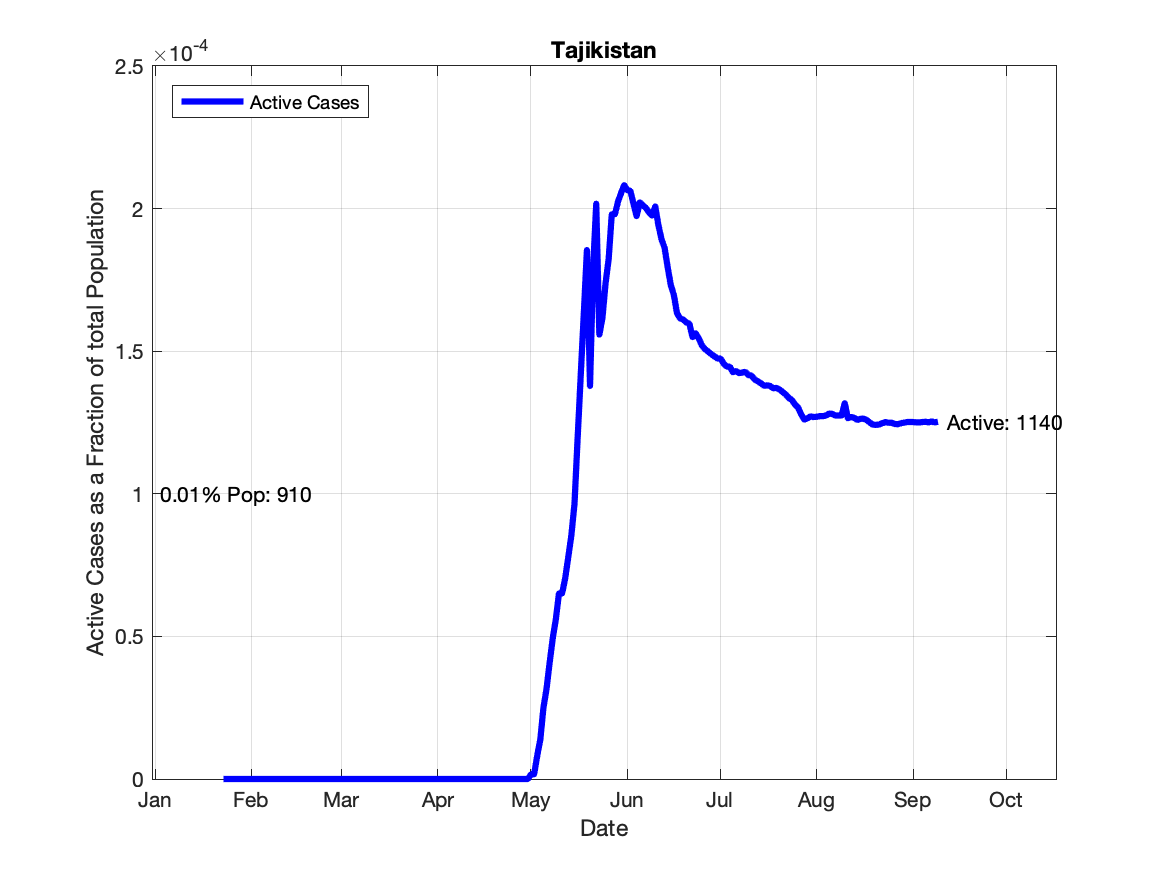 Tajikistan
×10-4
Active Cases
Active Cases as a Fraction of total Population
2.5
2
1.5
1
0.5
0
0.01% Pop: 910
Active: 1140
Jan Feb Mar Apr May Jun Jul Aug Sep Oct
Date